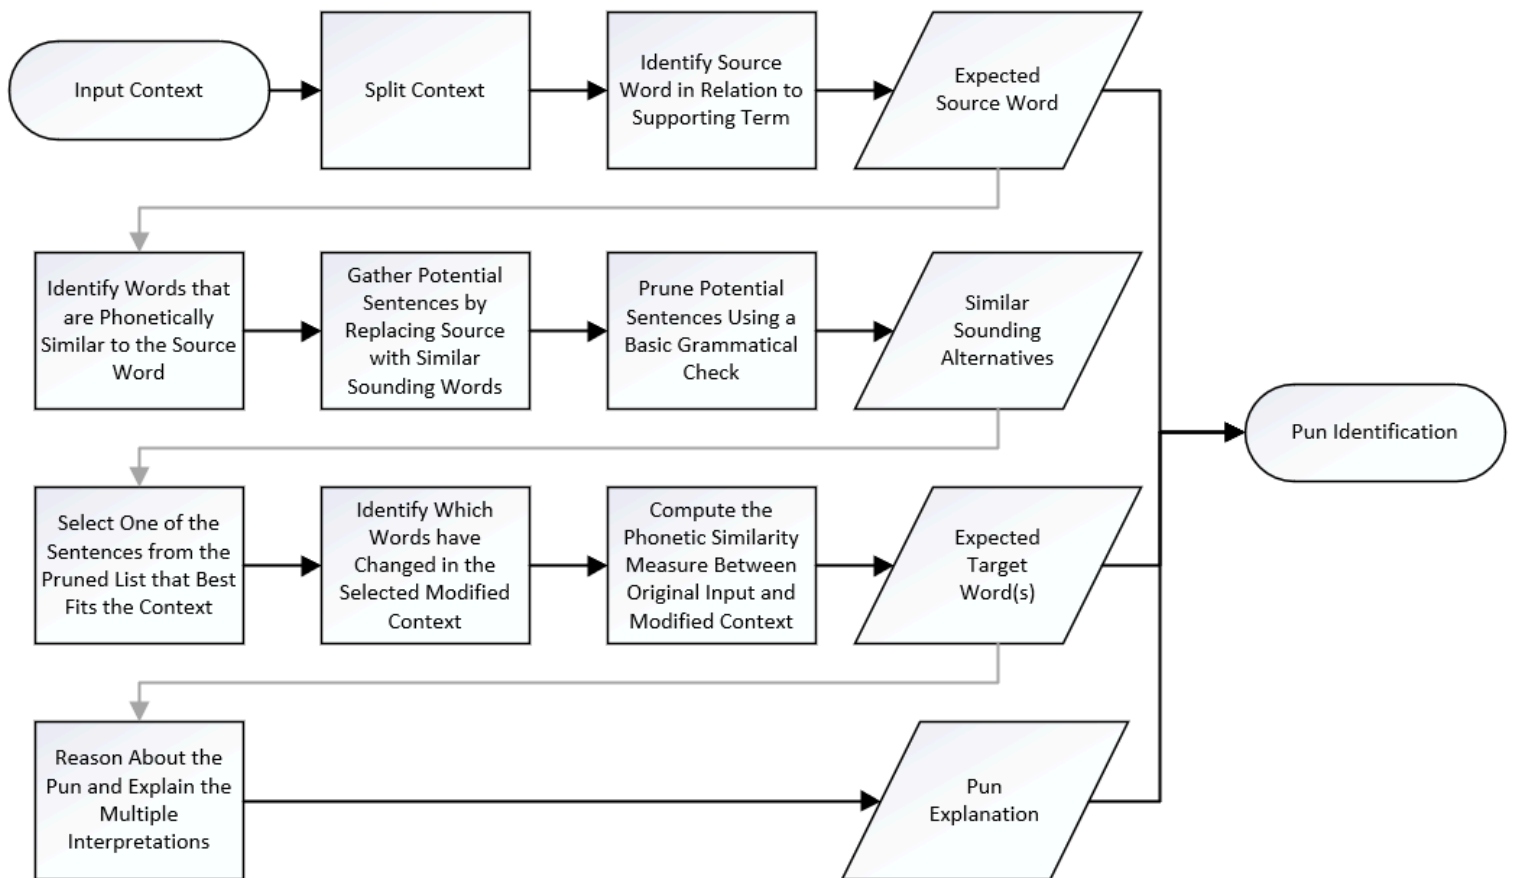 Input Context
Split Context
Identify Source
Word in Relation to
Supporting Term
Expected
Source Word
Identify Words that
are Phonetically
Similar to the Source
Word
Gather Potential
Sentences by
Replacing Source
with Similar
Sounding Words
Prune Potential
Sentences Using a
Basic Grammatical
Check
Similar
Sounding
Alternatives
Pun Identification
Select One of the
Sentences from the
Pruned List that Best
Fits the Context
Identify Which
Words have
Changed in the
Selected Modified
Context
Compute the
Phonetic Similarity
Measure Between
Original Input and
Modified Context
Expected
Target
Word(s)
Reason About the
Pun and Explain the
Multiple
Interpretations
Pun
Explanation